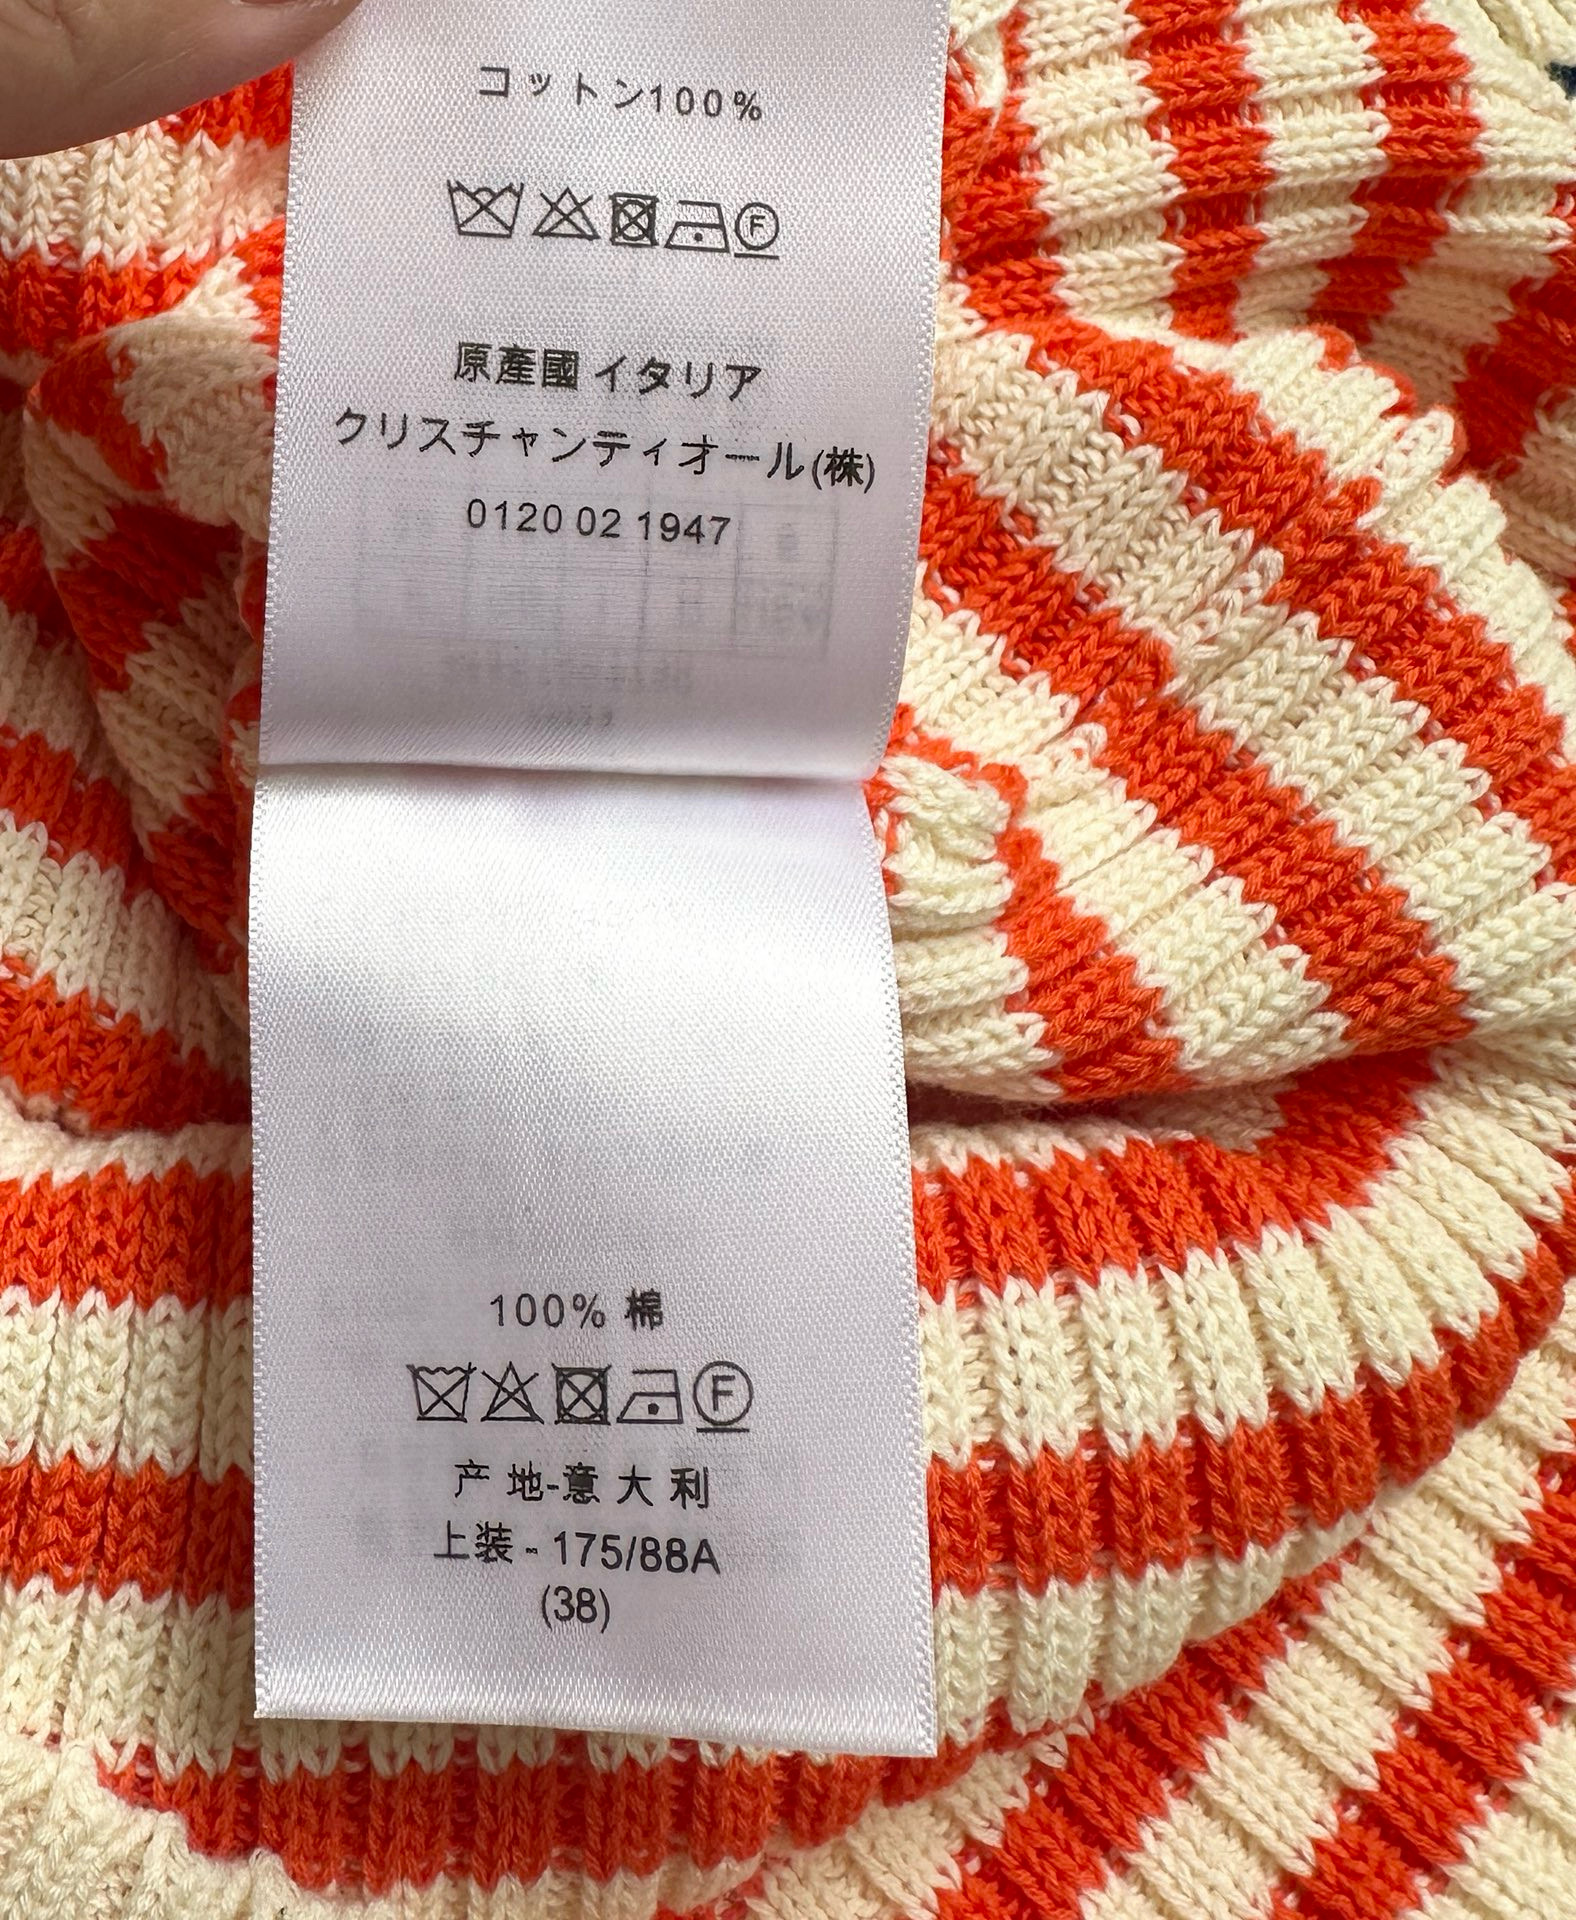 コットン100%
F
原產國 イタリア
クリスチャンティオール(株)
0120 02 1947
100% 棉
F
产 地-意 大 利
上装 - 175/88A
(38)